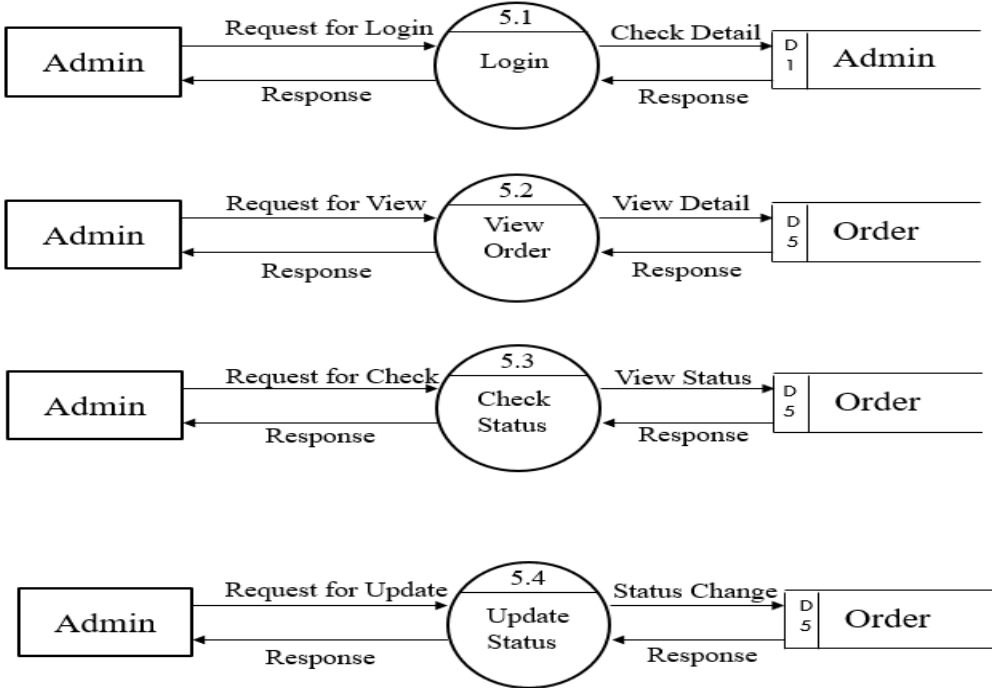 Request for Login
5.1
Check Detail
Admin
Login
D
1
Admin
Response
Response
Request for View
5.2
View Detail
Admin
View
Order
D
5
Order
Response
Response
Request for Check
5.3
View Status
Admin
Check
Status
D
5
Order
Response
Response
Request for Update
5.4
Status Change
Admin
Update
Status
D
5
Order
Response
Response